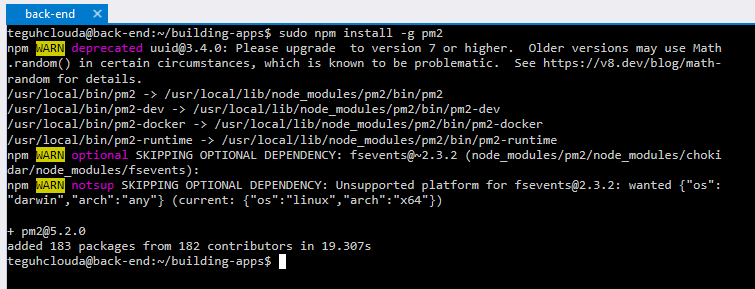 back-end
teguhclouda@back-end:~/building-apps$ sudo npm install -g pm2
npm WARN deprecated uuid@3.4.0: Please upgrade  to version 7 or higher.  Older versions may use Math
.random() in certain circumstances, which is known to be problematic.  See https://v8.dev/blog/math-
random for details.
/usr/local/bin/pm2 -> /usr/local/lib/node_modules/pm2/bin/pm2
/usr/local/bin/pm2-dev -> /usr/local/lib/node_modules/pm2/bin/pm2-dev
/usr/local/bin/pm2-docker -> /usr/local/lib/node_modules/pm2/bin/pm2-docker
/usr/local/bin/pm2-runtime -> /usr/local/lib/node_modules/pm2/bin/pm2-runtime
npm WARN optional SKIPPING OPTIONAL DEPENDENCY: fsevents@~2.3.2 (node_modules/pm2/node_modules/choki
dar/node_modules/fsevents):
npm WARN notsup SKIPPING OPTIONAL DEPENDENCY: Unsupported platform for fsevents@2.3.2: wanted {"os":
"darwin","arch":"any"} (current: {"os":"linux","arch":"x64"})
+ pm2@5.2.0
added 183 packages from 182 contributors in 19.307s
teguhclouda@back-end:~/building-apps$